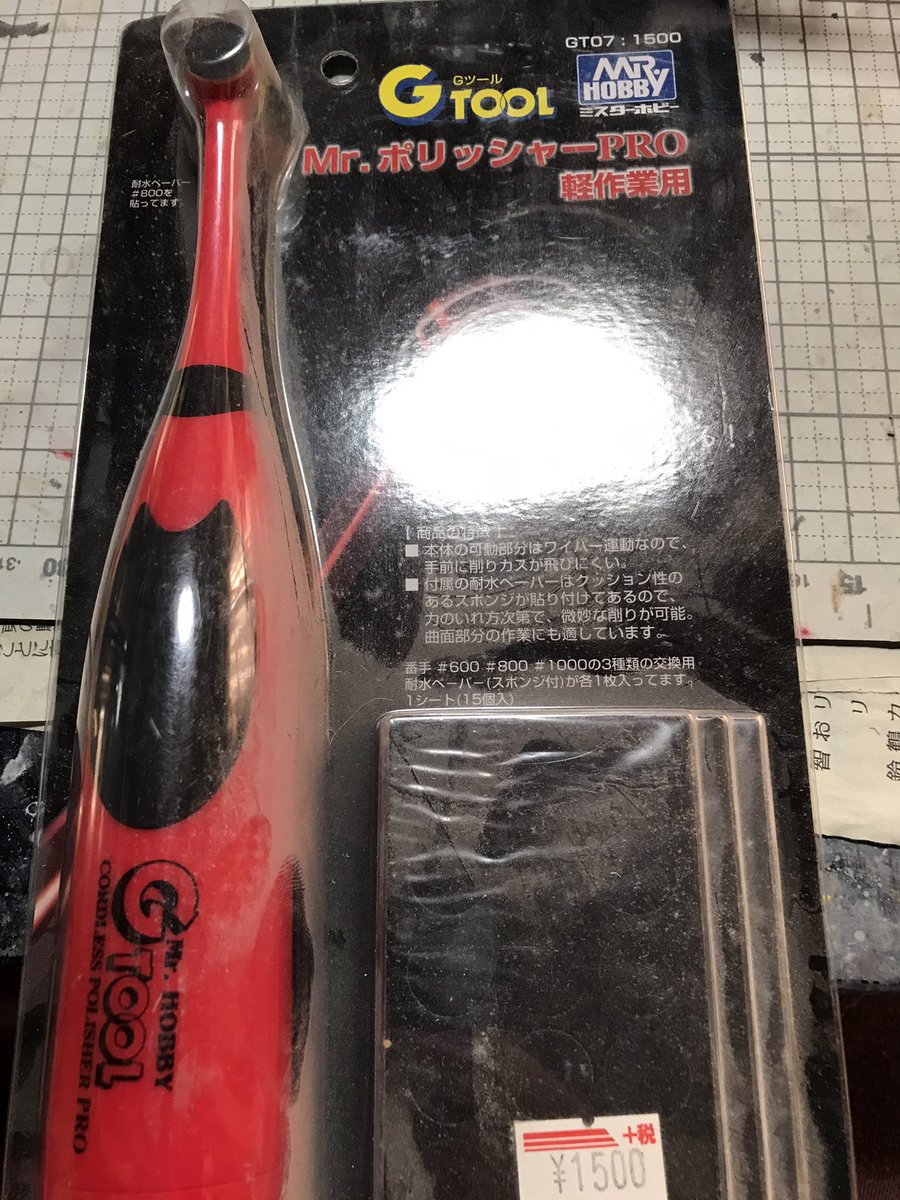 GT07 : 1500
Gツール
G TOOL
MR HOBBY
ミスターホビー
Mr.ポリッシャーPRO
軽作業用
耐水ペーパー
#800を
貼ってます
る!
[ 商品の特徴 ]
■ 本体の可動部分はワイパー運動なので、
手前に削りカスが飛びにくい。
■ 付属の耐水ペーパーはクッション性の
あるスポンジが貼り付けてあるので、
力のいれ方次第で、微妙な削りが可能。
曲面部分の作業にも適しています。
番手 #600 #800 #1000の3種類の交換用
耐水ペーパー(スポンジ付)が各1枚入ってます。
1シート(15個入)
Mr. HOBBY
G TOOL
CORDLESS POLISHER PRO
+税
¥1500
15
31
智おリ
鈴鶴カ